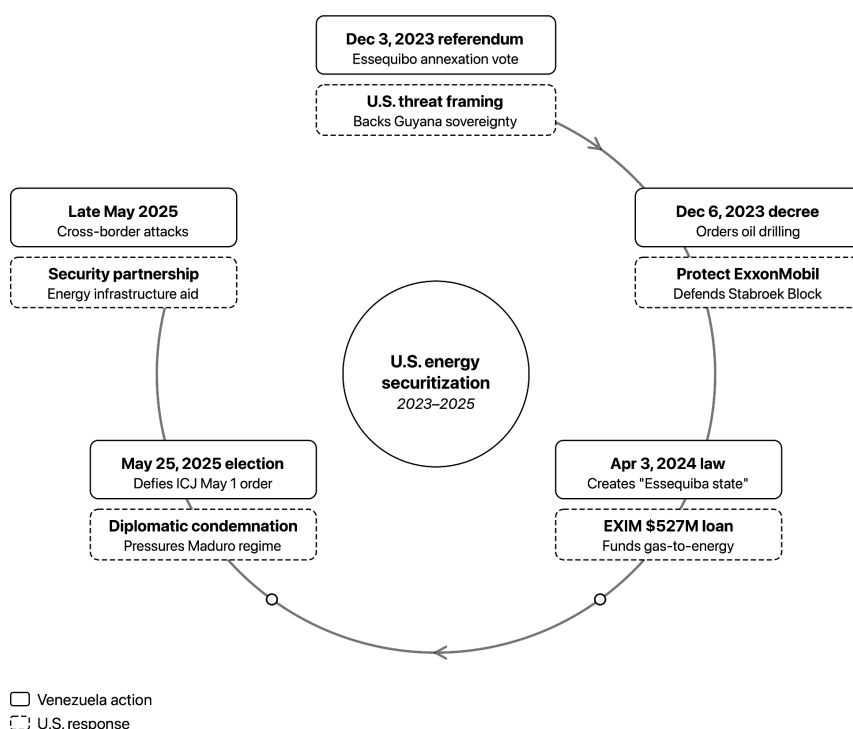 Dec 3, 2023 referendum
Essequibo annexation vote
U.S. threat framing
Backs Guyana sovereignty
Dec 6, 2023 decree
Orders oil drilling
Protect ExxonMobil
Defends Stabroek Block
Apr 3, 2024 law
Creates "Essequiba state"
EXIM $527M loan
Funds gas-to-energy
May 25, 2025 election
Defies ICJ May 1 order
Diplomatic condemnation
Pressures Maduro regime
Late May 2025
Cross-border attacks
Security partnership
Energy infrastructure aid
U.S. energy
securitization
2023–2025
Venezuela action
U.S. response